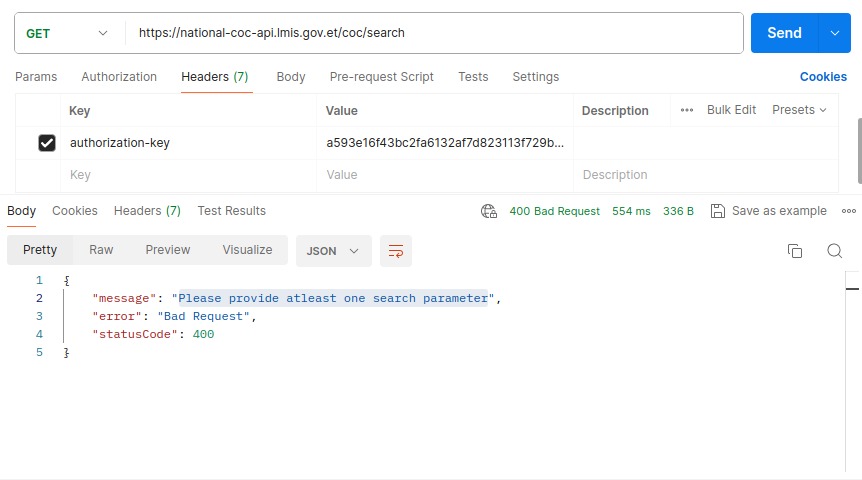 GET https://national-coc-api.lmis.gov.et/coc/search Send
Params Authorization Headers (7) Body Pre-request Script Tests Settings Cookies
Key Value Description Bulk Edit Presets
authorization-key a593e16f43bc2fa6132af7d823113f729b...
Key Value Description
Body Cookies Headers (7) Test Results 400 Bad Request 554 ms 336 B Save as example
Pretty Raw Preview Visualize JSON
1 {
2 "message": "Please provide atleast one search parameter",
3 "error": "Bad Request",
4 "statusCode": 400
5 }